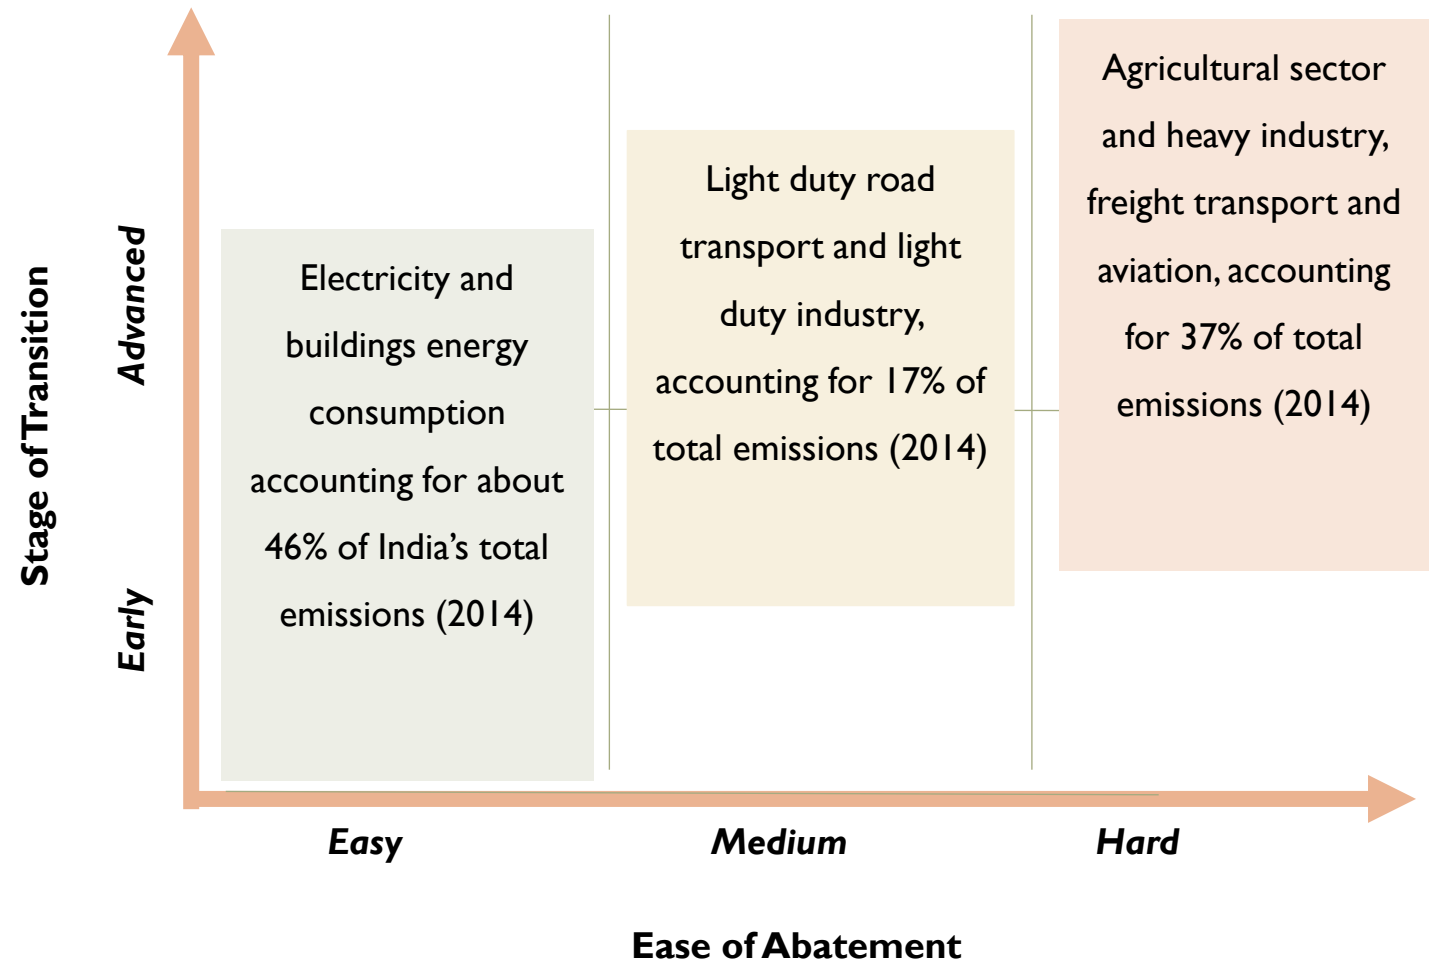 Stage of Transition
Advanced
Early
Electricity and
buildings energy
consumption
accounting for about
46% of India’s total
emissions (2014)
Light duty road
transport and light
duty industry,
accounting for 17% of
total emissions (2014)
Agricultural sector
and heavy industry,
freight transport and
aviation, accounting
for 37% of total
emissions (2014)
Easy
Medium
Hard
Ease of Abatement